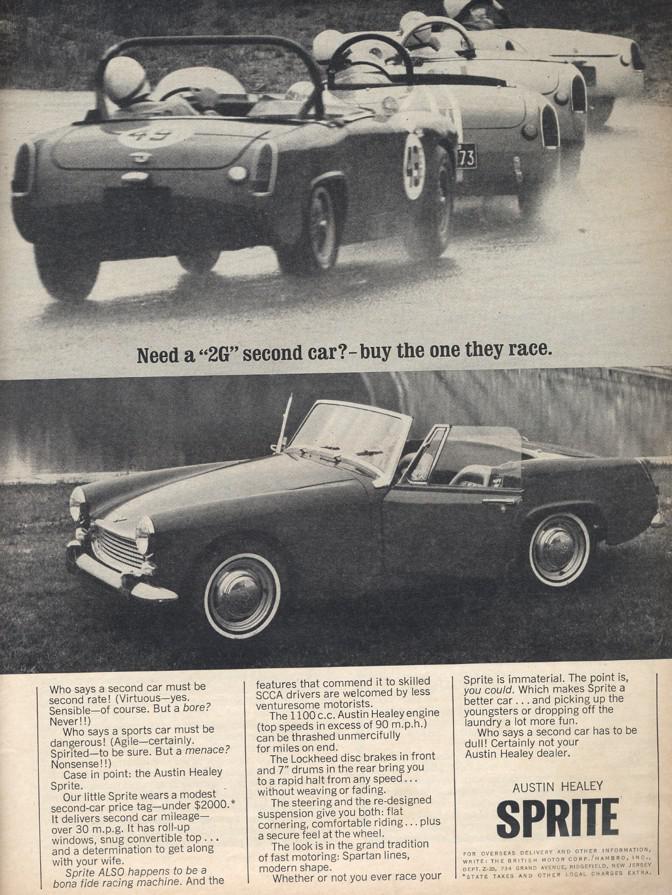 49
49
73
Need a “2G” second car?–buy the one they race.
Who says a second car must be
second rate! (Virtuous—yes.
Sensible—of course. But a bore?
Never!!)
Who says a sports car must be
dangerous! (Agile—certainly.
Spirited—to be sure. But a menace?
Nonsense!!)
Case in point: the Austin Healey
Sprite.
Our little Sprite wears a modest
second-car price tag—under $2000.*
It delivers second car mileage—
over 30 m.p.g. It has roll-up
windows, snug convertible top...
and a determination to get along
with your wife.
Sprite ALSO happens to be a
bona fide racing machine. And the
features that commend it to skilled
SCCA drivers are welcomed by less
venturesome motorists.
The 1100 c.c. Austin Healey engine
(top speeds in excess of 90 m.p.h.)
can be thrashed unmercifully
for miles on end.
The Lockheed disc brakes in front
and 7” drums in the rear bring you
to a rapid halt from any speed...
without weaving or fading.
The steering and the re-designed
suspension give you both: flat
cornering, comfortable riding...plus
a secure feel at the wheel.
The look is in the grand tradition
of fast motoring: Spartan lines,
modern shape.
Whether or not you ever race your
Sprite is immaterial. The point is,
you could. Which makes Sprite a
better car...and picking up the
youngsters or dropping off the
laundry a lot more fun.
Who says a second car has to be
dull! Certainly not your
Austin Healey dealer.
AUSTIN HEALEY
SPRITE
FOR OVERSEAS DELIVERY AND OTHER INFORMATION,
WRITE: THE BRITISH MOTOR CORP./HAMBRO, INC.,
DEPT. Z-25, 734 GRAND AVENUE, RIDGEFIELD, NEW JERSEY
*STATE TAXES AND OTHER LOCAL CHARGES EXTRA.